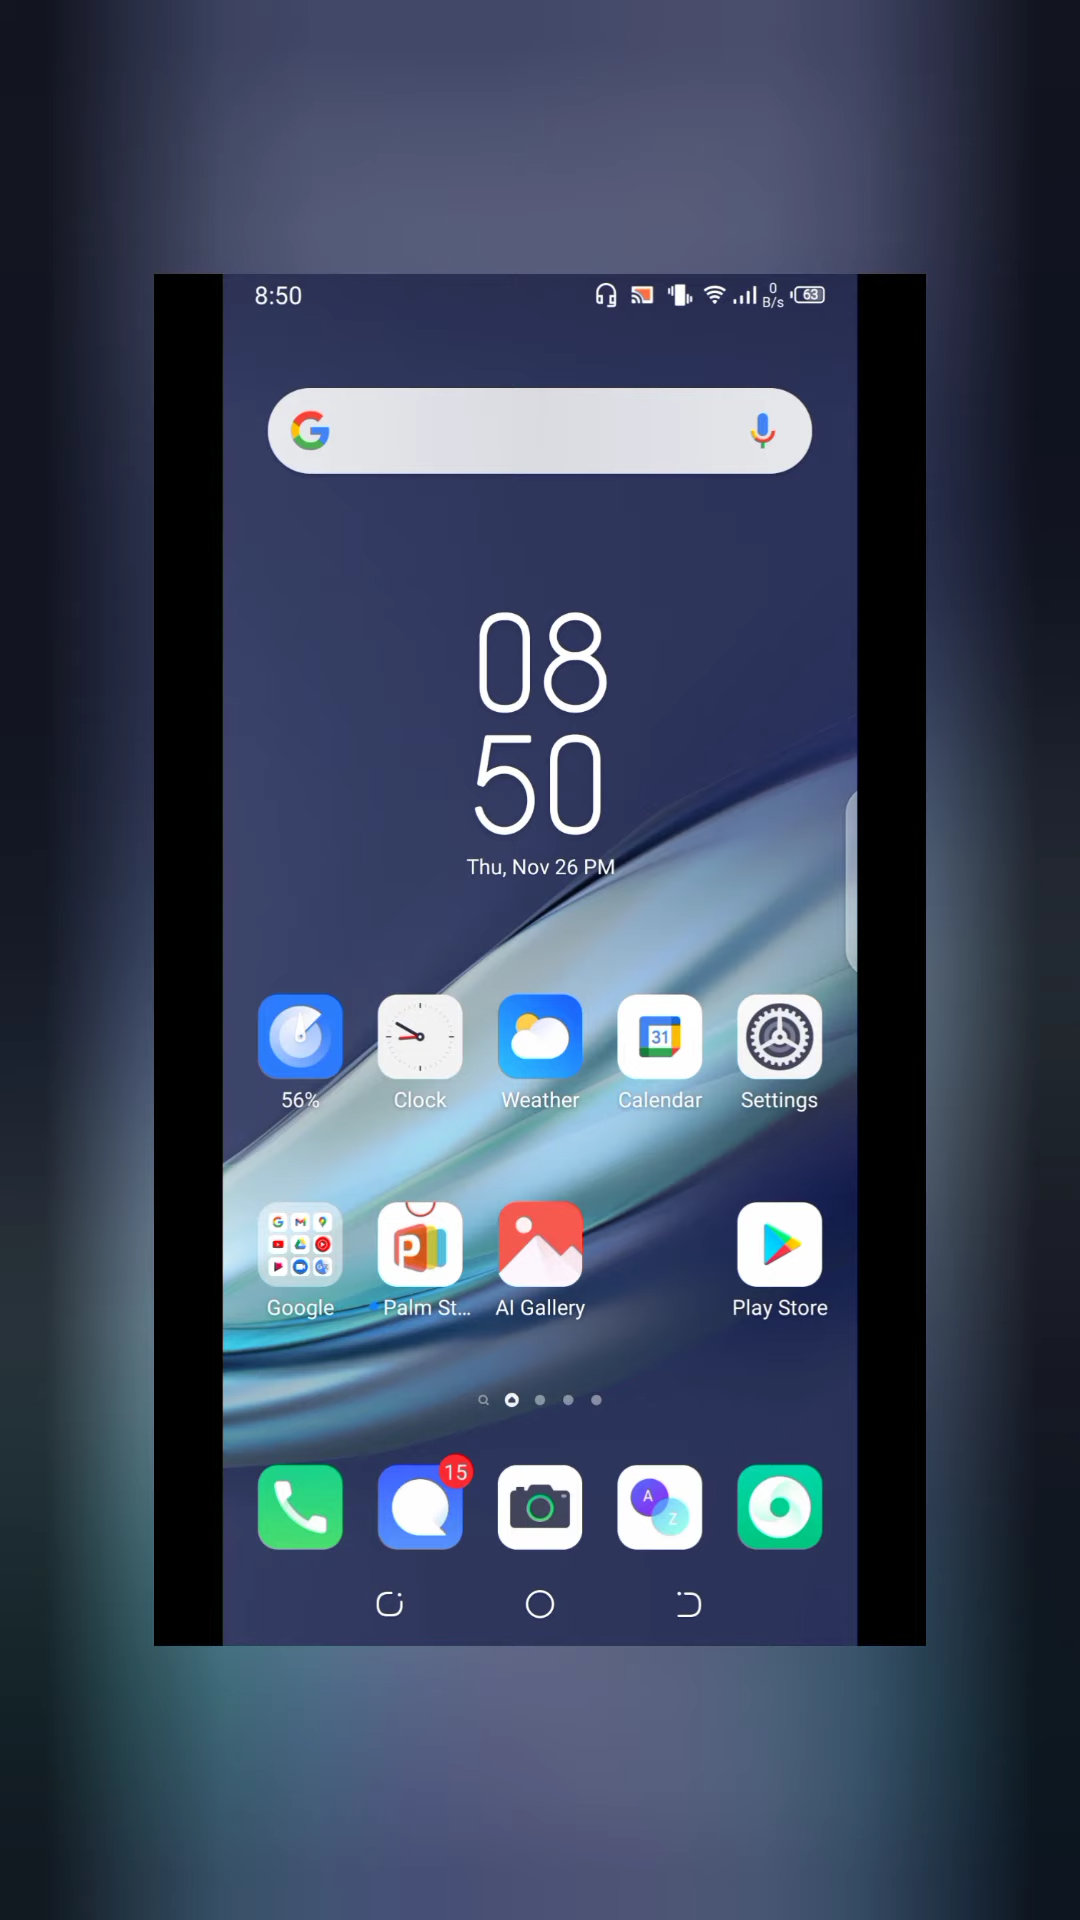 8:50
0
B/s
63
08
50
Thu, Nov 26 PM
31
56%
Clock
Weather
Calendar
Settings
Google
Palm St...
AI Gallery
Play Store
15
A
Z